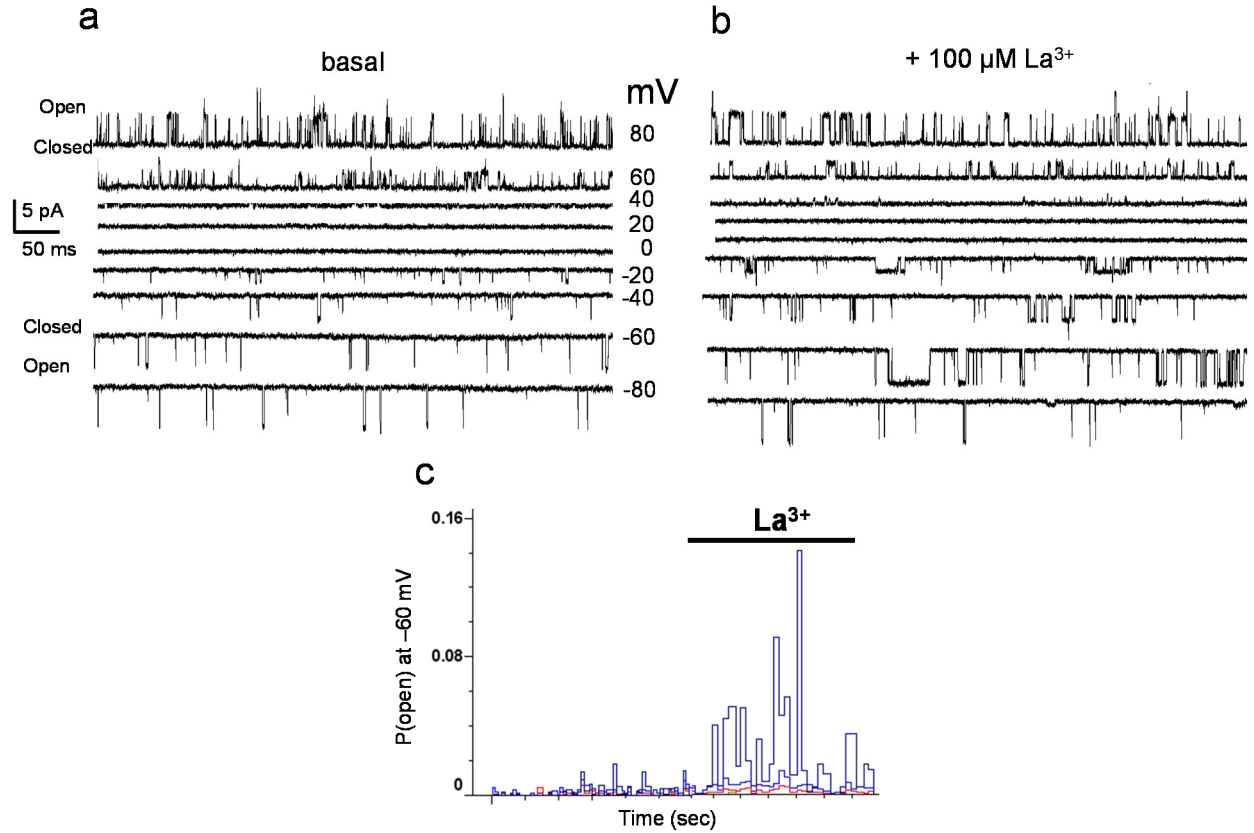 a
b
basal
+ 100 µM La³⁺
mV
Open
Closed
80
60
40
5 pA
20
50 ms
0
-20
-40
Closed
-60
Open
-80
c
La³⁺
0.16
0.08
0
P(open) at –60 mV
Time (sec)